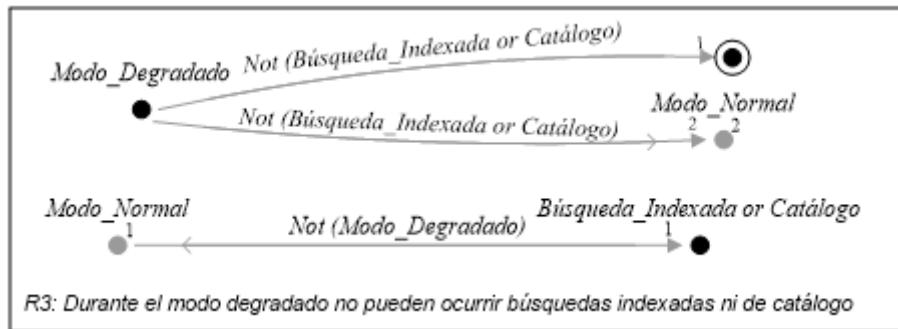 Not (Búsqueda_Indexada or Catálogo)
1
Modo_Degradado
Modo_Normal
Not (Búsqueda_Indexada or Catálogo)
2
2
Modo_Normal
Búsqueda_Indexada or Catálogo
1
Not (Modo_Degradado)
1
R3: Durante el modo degradado no pueden ocurrir búsquedas indexadas ni de catálogo